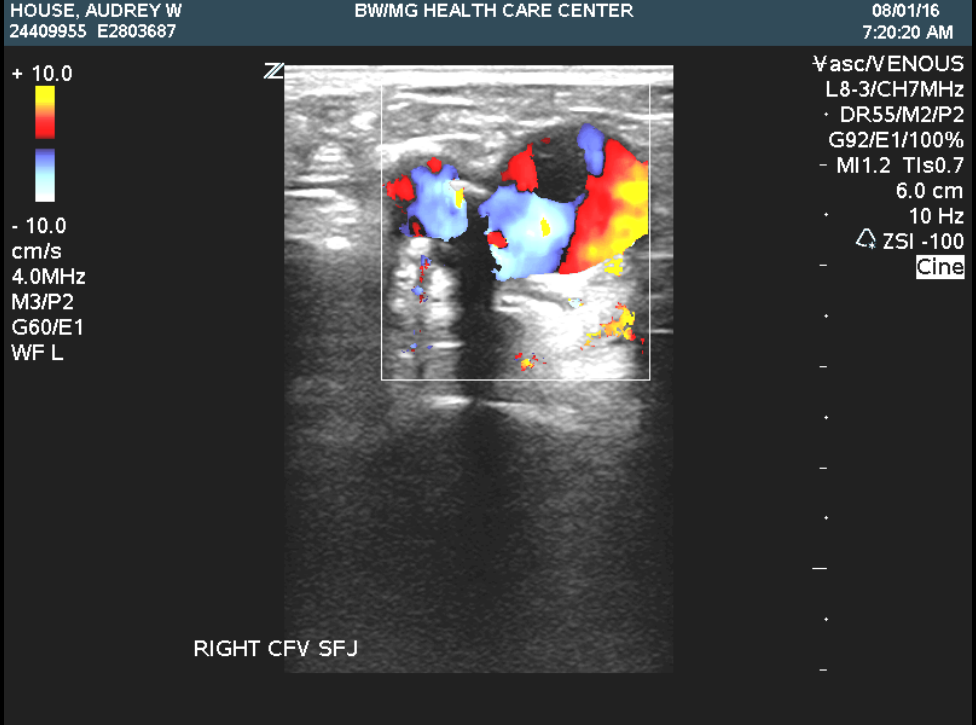 HOUSE, AUDREY W
24409955 E2803687
BW/MG HEALTH CARE CENTER
08/01/16
7:20:20 AM
+ 10.0
- 10.0
cm/s
4.0MHz
M3/P2
G60/E1
WF L
Z
Vasc/VENOUS
L8-3/CH7MHz
DR55/M2/P2
G92/E1/100%
MI1.2 TIs0.7
6.0 cm
10 Hz
ZSI -100
Cine
RIGHT CFV SFJ